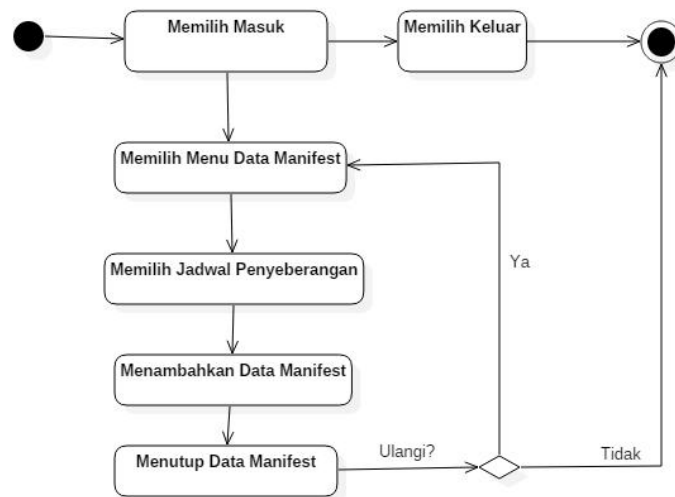 Memilih Masuk
Memilih Keluar
Memilih Menu Data Manifest
Ya
Memilih Jadwal Penyeberangan
Menambahkan Data Manifest
Menutup Data Manifest
Ulangi?
Tidak